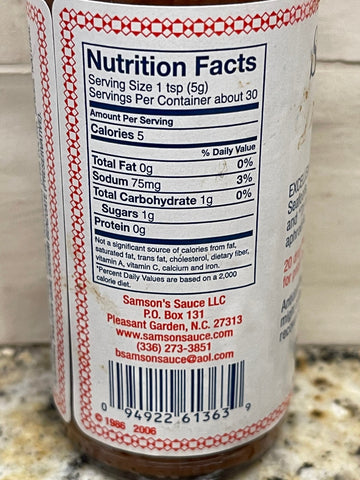 Nutrition Facts
Serving Size 1 tsp (5g)
Servings Per Container about 30
Amount Per Serving
Calories 5
% Daily Value
Total Fat 0g 0%
Sodium 75mg 3%
Total Carbohydrate 1g 0%
Sugars 1g
Protein 0g
Not a significant source of calories from fat,
saturated fat, trans fat, cholesterol, dietary fiber,
vitamin A, vitamin C, calcium and iron.
*Percent Daily Values are based on a 2,000
calorie diet.
Samson's Sauce LLC
P.O. Box 131
Pleasant Garden, N.C. 27313
www.samsonsauce.com
(336) 273-3851
bsamsonsauce@aol.com
0 94922 61363 9
© 1986 2006